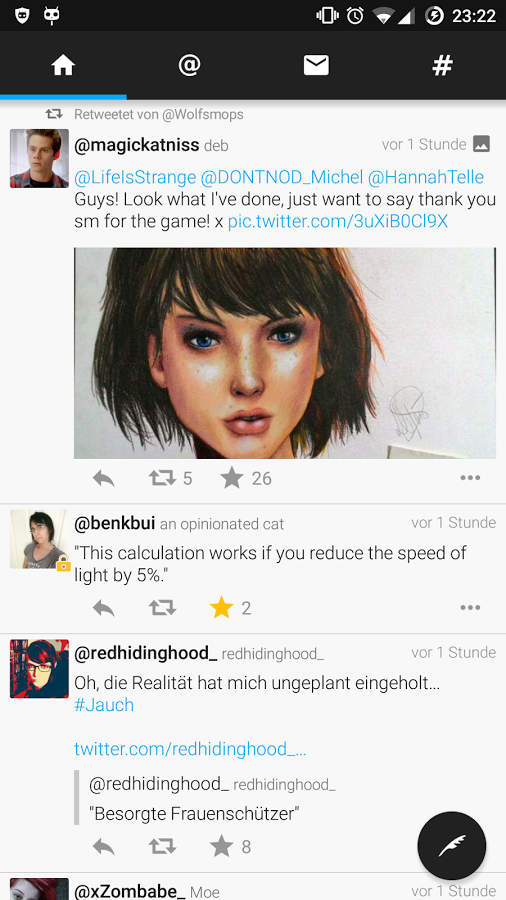 23:22
@
#
Retweetet von @Wolfsmops
@magickatniss deb vor 1 Stunde
@LifeIsStrange @DONTNOD_Michel @HannahTelle
Guys! Look what I've done, just want to say thank you
sm for the game! x pic.twitter.com/3uXiB0Cl9X
5 26
@benkbui an opinionated cat vor 1 Stunde
"This calculation works if you reduce the speed of
light by 5%."
2
@redhidinghood_ redhidinghood_ vor 1 Stunde
Oh, die Realität hat mich ungeplant eingeholt...
#Jauch
twitter.com/redhidinghood_...
@redhidinghood_ redhidinghood_
"Besorgte Frauenschützer"
8
@xZombabe_ Moe vor 1 Stunde